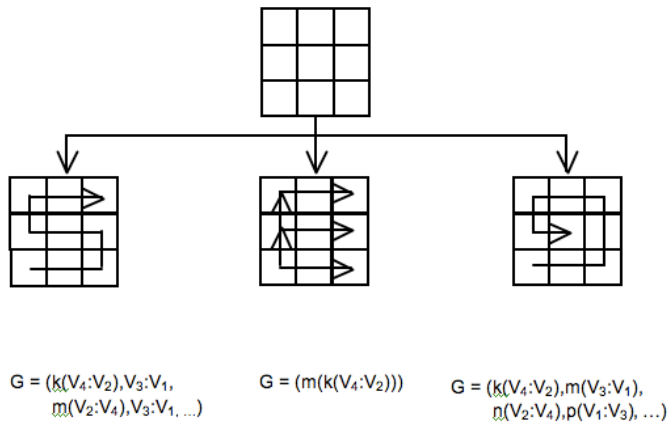 G = (k(V₄:V₂),V₃:V₁,
m(V₂:V₄),V₃:V₁, ...)
G = (m(k(V₄:V₂)))
G = (k(V₄:V₂),m(V₃:V₁),
n(V₂:V₄),p(V₁:V₃), ...)